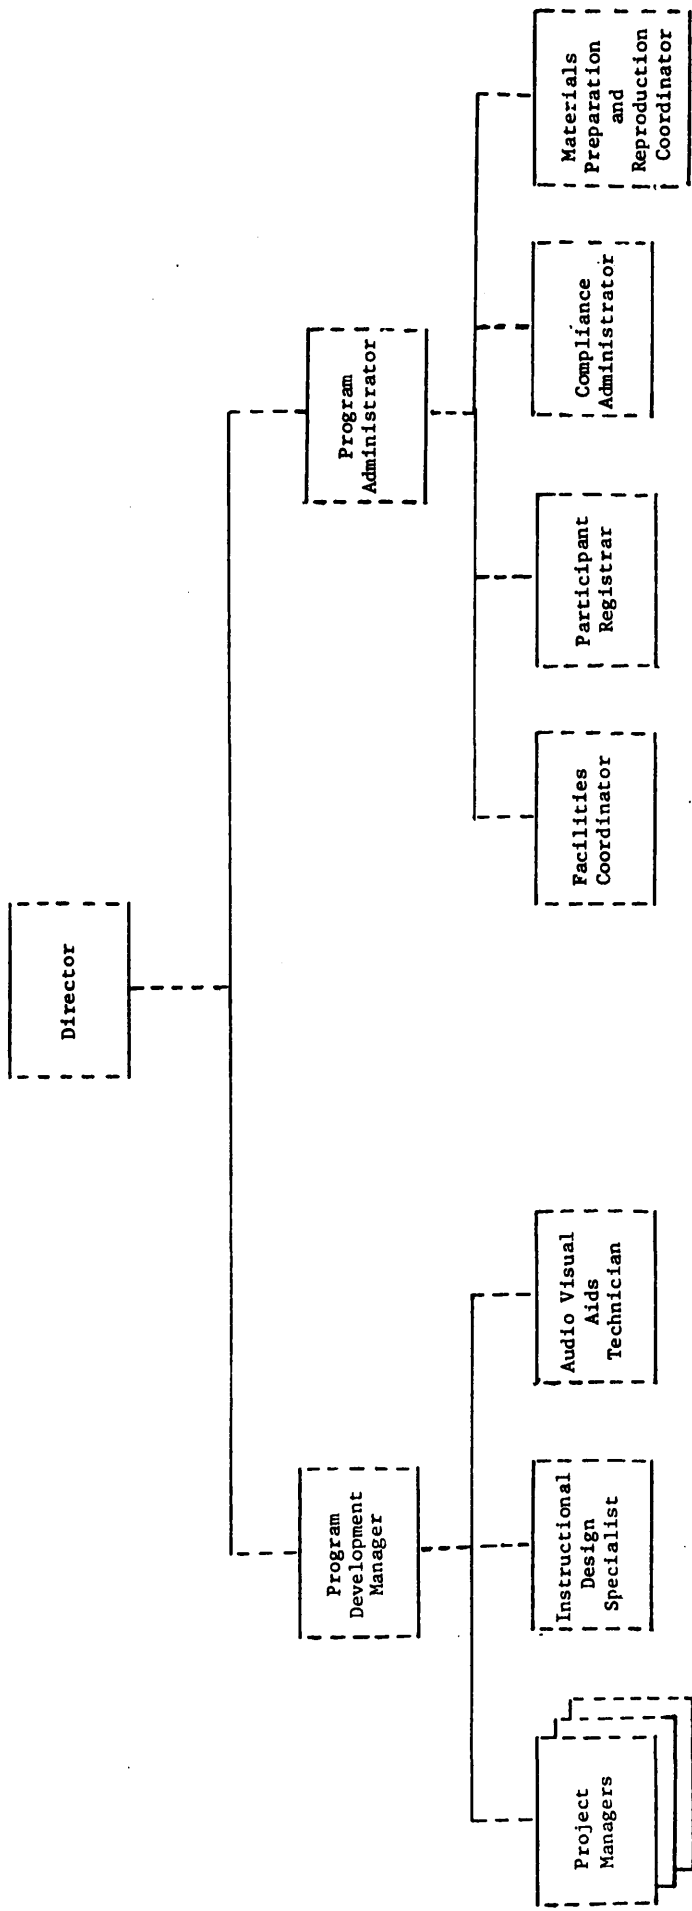 Director
Program
Development
Manager
Program
Administrator
Project
Managers
Instructional
Design
Specialist
Audio Visual
Aids
Technician
Facilities
Coordinator
Participant
Registrar
Compliance
Administrator
Materials
Preparation
and
Reproduction
Coordinator